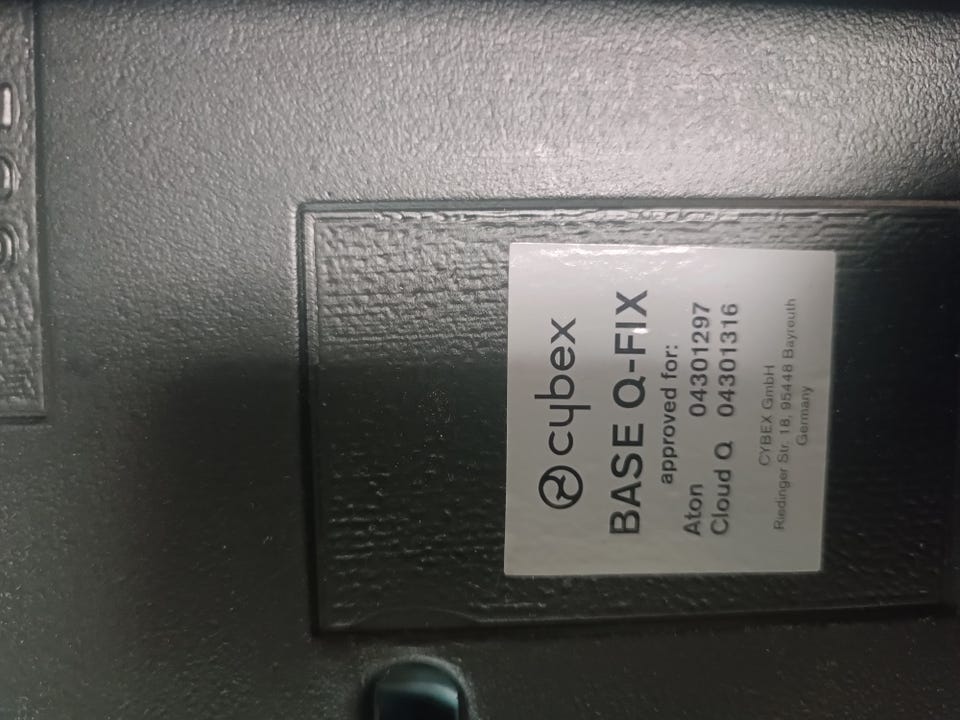 cybex
BASE Q-FIX
approved for:
Aton 04301297
Cloud Q 04301316
CYBEX GmbH
Riedinger Str. 18, 95448 Bayreuth
Germany